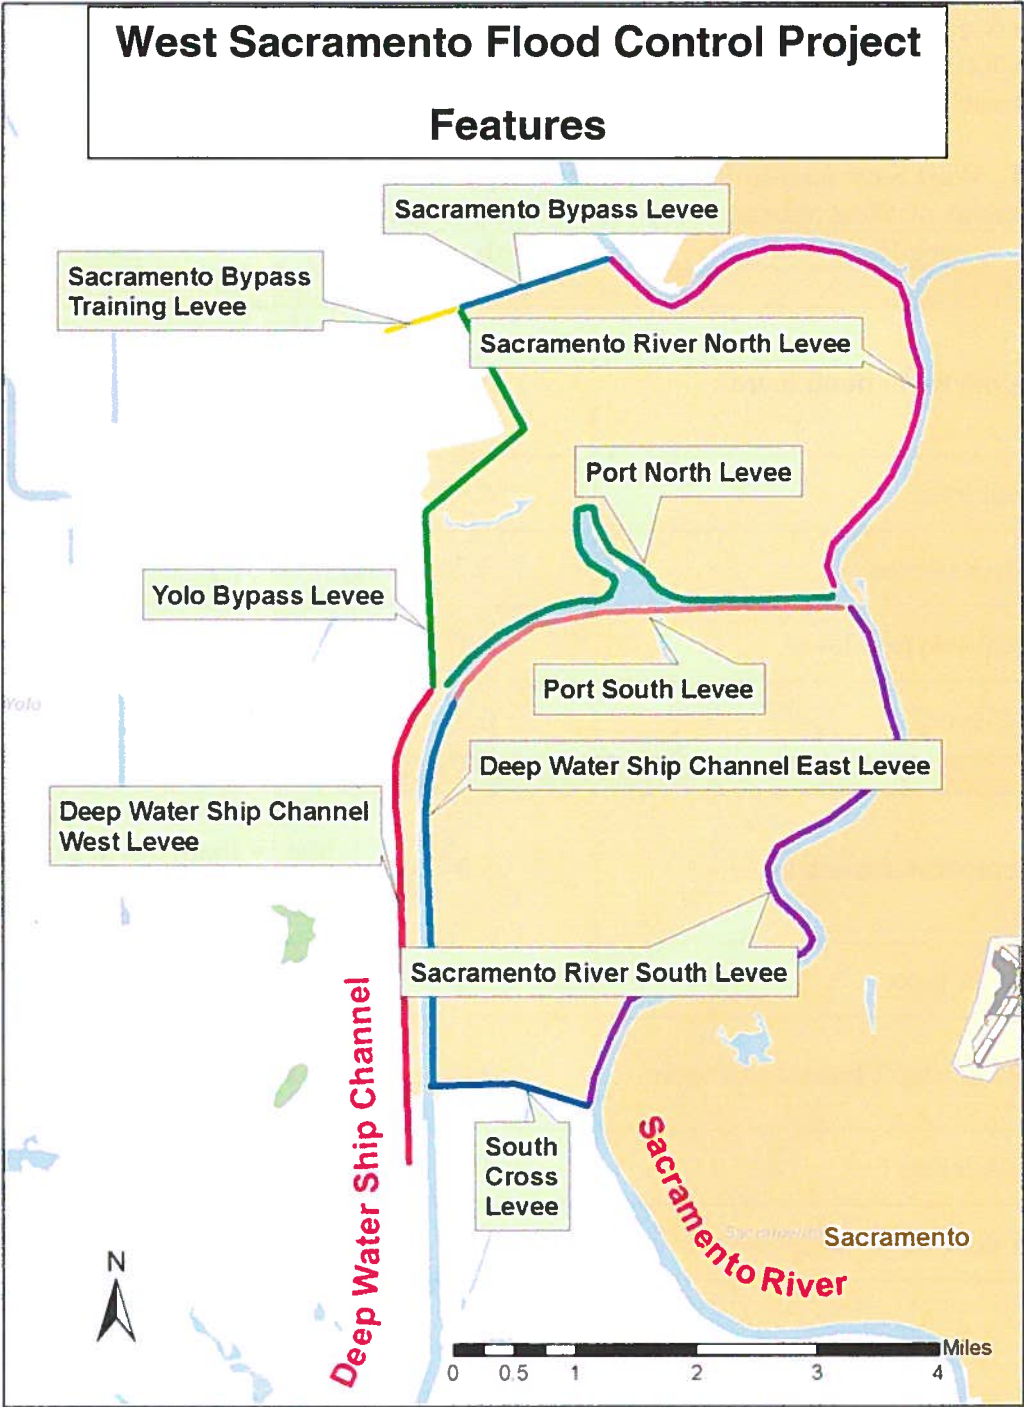 West Sacramento Flood Control Project
Features
Sacramento Bypass Levee
Sacramento Bypass
Training Levee
Sacramento River North Levee
Port North Levee
Yolo Bypass Levee
Port South Levee
Yolo
Deep Water Ship Channel East Levee
Deep Water Ship Channel
West Levee
Sacramento River South Levee
Deep Water Ship Channel
South
Cross
Levee
Sacramento River
Sacramento
Sacramento
N
Miles
0 0.5 1 2 3 4